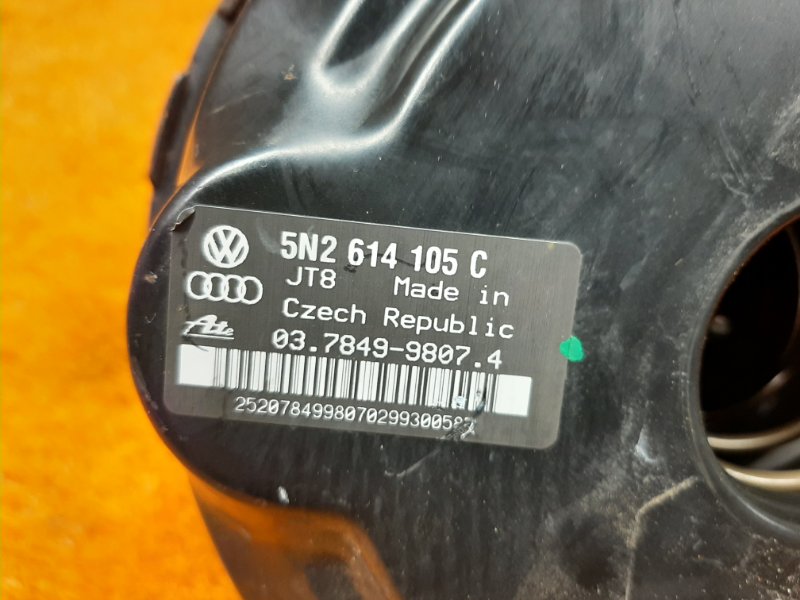 5N2 614 105 C
JT8 Made in
Czech Republic
Ate
03.7849-9807.4